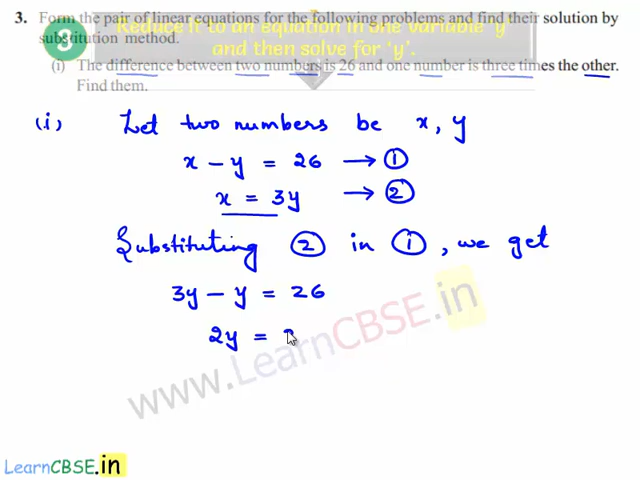 3. Form the pair of linear equations for the following problems and find their solution by
substitution method.
3
Reduce it to an equation in one variable 'y'
and then solve for 'y'.
(i) The difference between two numbers is 26 and one number is three times the other.
Find them.
(i) Let two numbers be x, y
x - y = 26 → ①
x = 3y → ②
Substituting ② in ①, we get
3y - y = 26
2y =
www.LearnCBSE.in
LearnCBSE.in